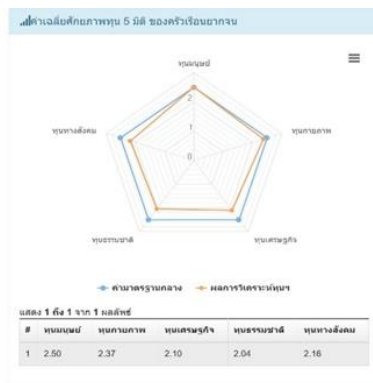 ค่าเฉลี่ยศักยภาพทุน 5 มิติ ของครัวเรือนยากจน
ทุนมนุษย์
ทุนทางสังคม
ทุนกายภาพ
2
1
0
ทุนธรรมชาติ
ทุนเศรษฐกิจ
ค่ามาตรฐานกลาง
ผลการวิเคราะห์ทุนฯ
แสดง 1 ถึง 1 จาก 1 ผลลัพธ์
# ทุนมนุษย์ ทุนกายภาพ ทุนเศรษฐกิจ ทุนธรรมชาติ ทุนทางสังคม
1 2.50 2.37 2.10 2.04 2.16